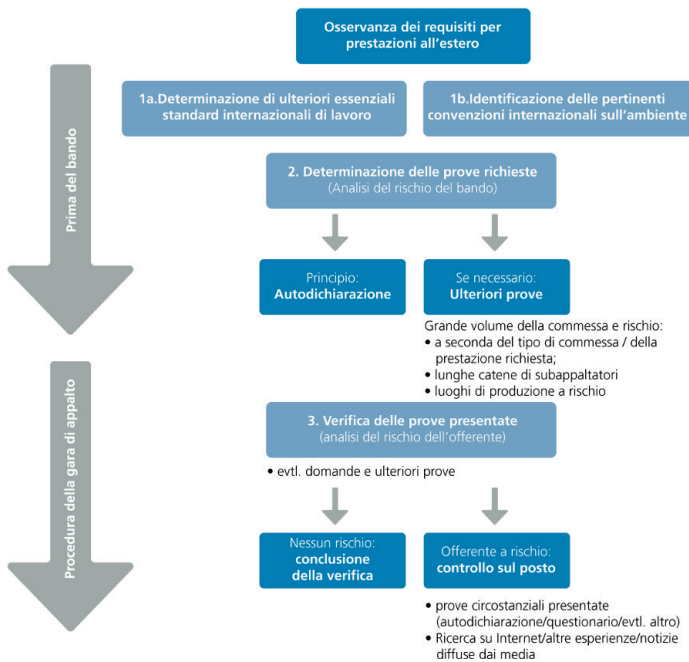 Osservanza dei requisiti per
prestazioni all'estero
1a.Determinazione di ulteriori essenziali
standard internazionali di lavoro
1b.Identificazione delle pertinenti
convenzioni internazionali sull'ambiente
Prima del bando
2. Determinazione delle prove richieste
(Analisi del rischio del bando)
Principio:
Autodichiarazione
Se necessario:
Ulteriori prove
Grande volume della commessa e rischio:
• a seconda del tipo di commessa / della
prestazione richiesta;
• lunghe catene di subappaltatori
• luoghi di produzione a rischio
Procedura della gara di appalto
3. Verifica delle prove presentate
(analisi del rischio dell'offerente)
• evtl. domande e ulteriori prove
Nessun rischio:
conclusione
della verifica
Offerente a rischio:
controllo sul posto
• prove circostanziali presentate
(autodichiarazione/questionario/evtl. altro)
• Ricerca su Internet/altre esperienze/notizie
diffuse dai media